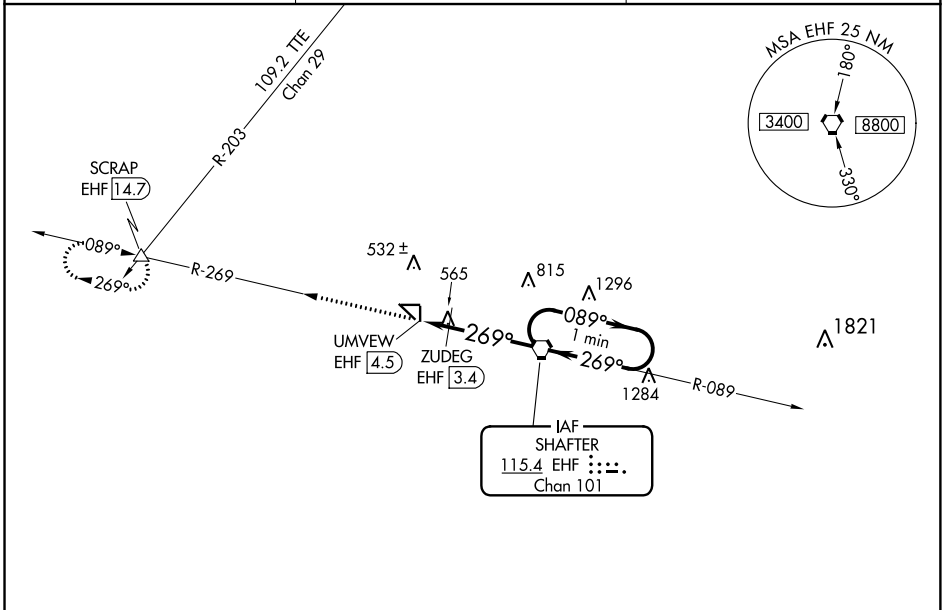 109.2 TTE
Chan 29
R-203
MSA EHF 25 NM
180°
3400
8800
330°
SCRAP
EHF 14.7
089°
269°
R-269
532 ±
565
815
1296
1821
UMVEW
EHF 4.5
ZUDEG
EHF 3.4
269°
089°
1 min
269°
1284
R-089
IAF
SHAFTER
115.4 EHF
Chan 101